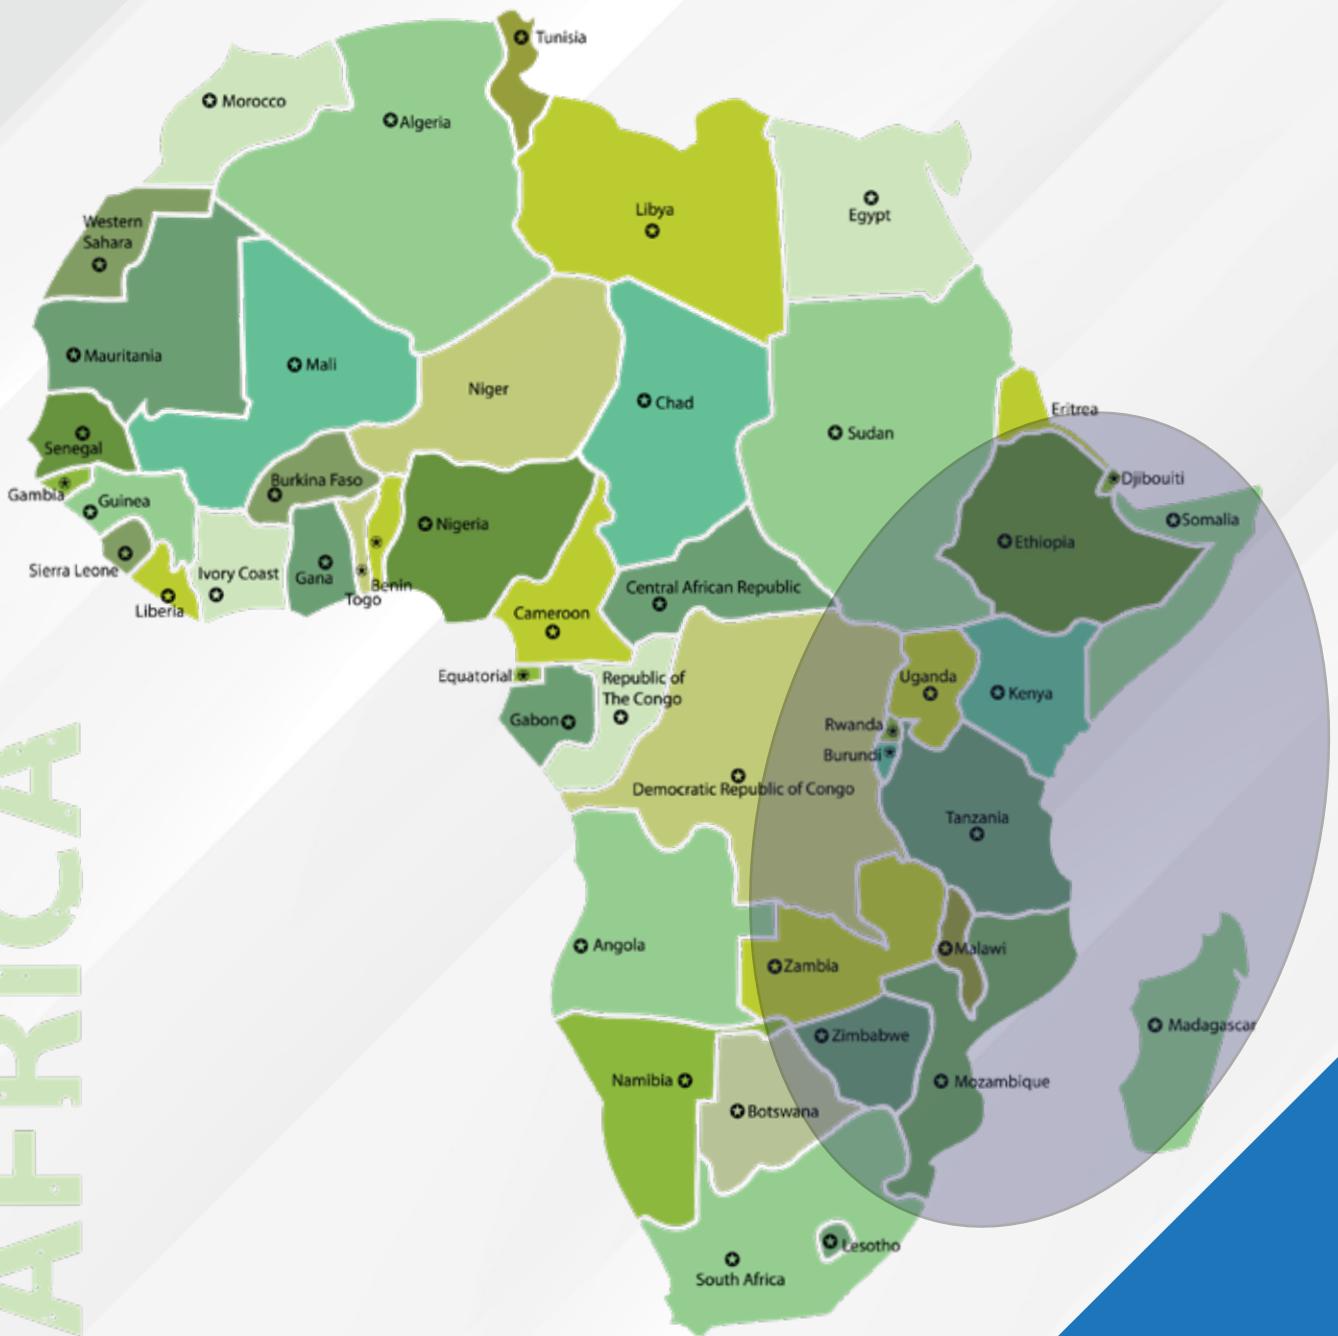 Tunisia
Morocco
Algeria
Libya
Egypt
Western
Sahara
Mauritania
Mali
Niger
Chad
Sudan
Eritrea
Senegal
Gambia
Guinea
Burkina Faso
Nigeria
Djibouiti
Somalia
Ethiopia
Sierra Leone
Ivory Coast
Gana
Benin
Togo
Liberia
Cameroon
Central African Republic
Equatorial
Gabon
Republic of
The Congo
Uganda
Kenya
Rwanda
Burundi
Democratic Republic of Congo
Tanzania
Angola
Zambia
Malawi
Madagascar
Zimbabwe
Mozambique
Namibia
Botswana
Lesotho
South Africa
AFRICA